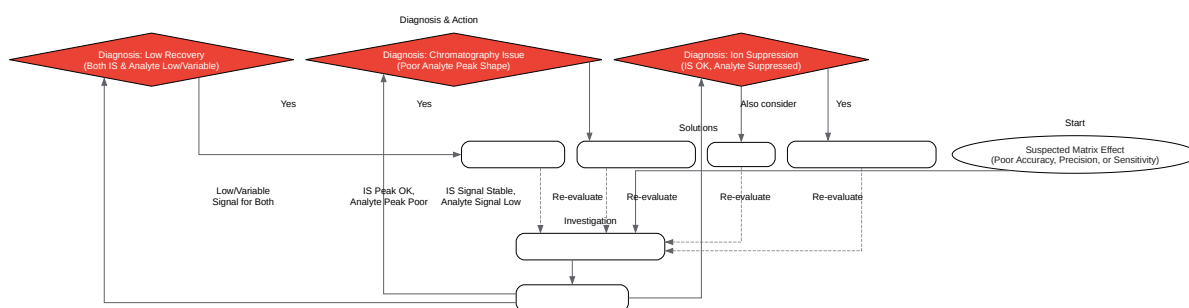 Diagnosis & Action
Diagnosis: Low Recovery
(Both IS & Analyte Low/Variable)
Diagnosis: Chromatography Issue
(Poor Analyte Peak Shape)
Diagnosis: Ion Suppression
(IS OK, Analyte Suppressed)
Yes
Yes
Also consider
Yes
Solutions
Start
Suspected Matrix Effect
(Poor Accuracy, Precision, or Sensitivity)
Low/Variable
Signal for Both
IS Peak OK,
Analyte Peak Poor
IS Signal Stable,
Analyte Signal Low
Re-evaluate
Re-evaluate
Re-evaluate
Re-evaluate
Investigation